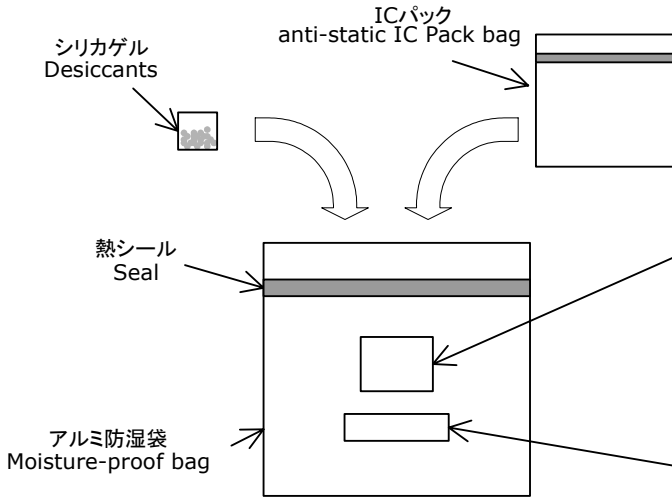 ICパック
anti-static IC Pack bag
シリカゲル
Desiccants
熱シール
Seal
アルミ防湿袋
Moisture-proof bag